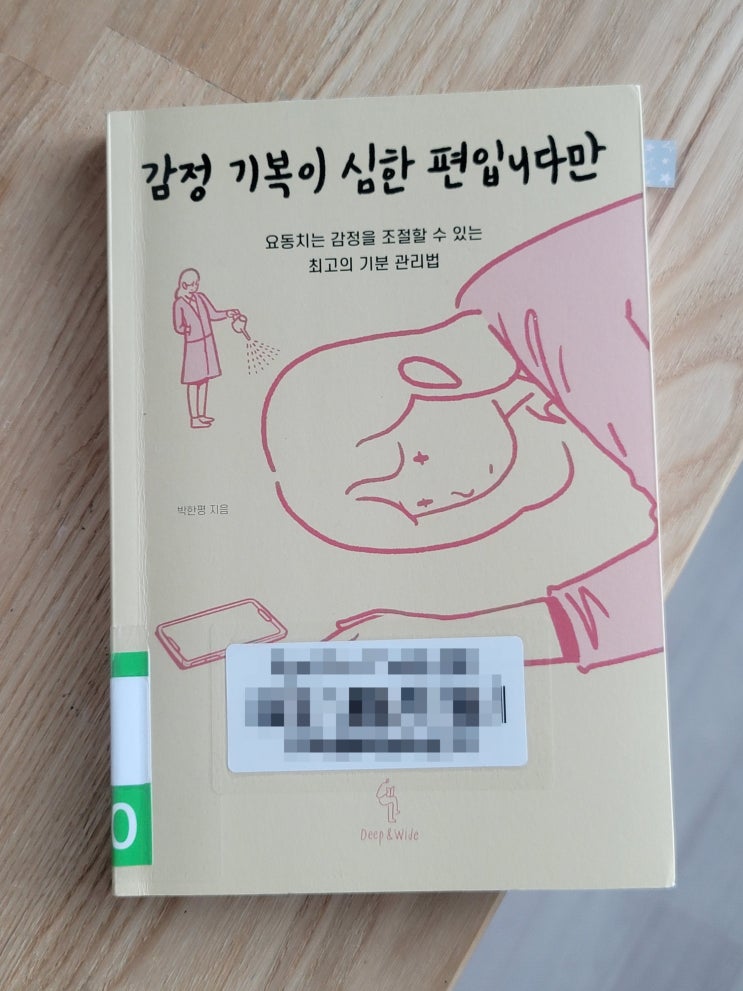 감정 기복이 심한 편입니다만
요동치는 감정을 조절할 수 있는
최고의 기분 관리법
박한평 지음
Deep & Wide